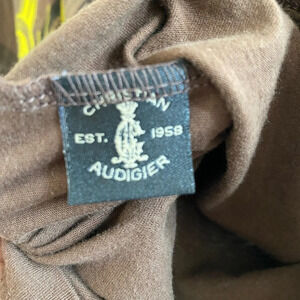 CHRISTIAN
EST. 1958
AUDIGIER